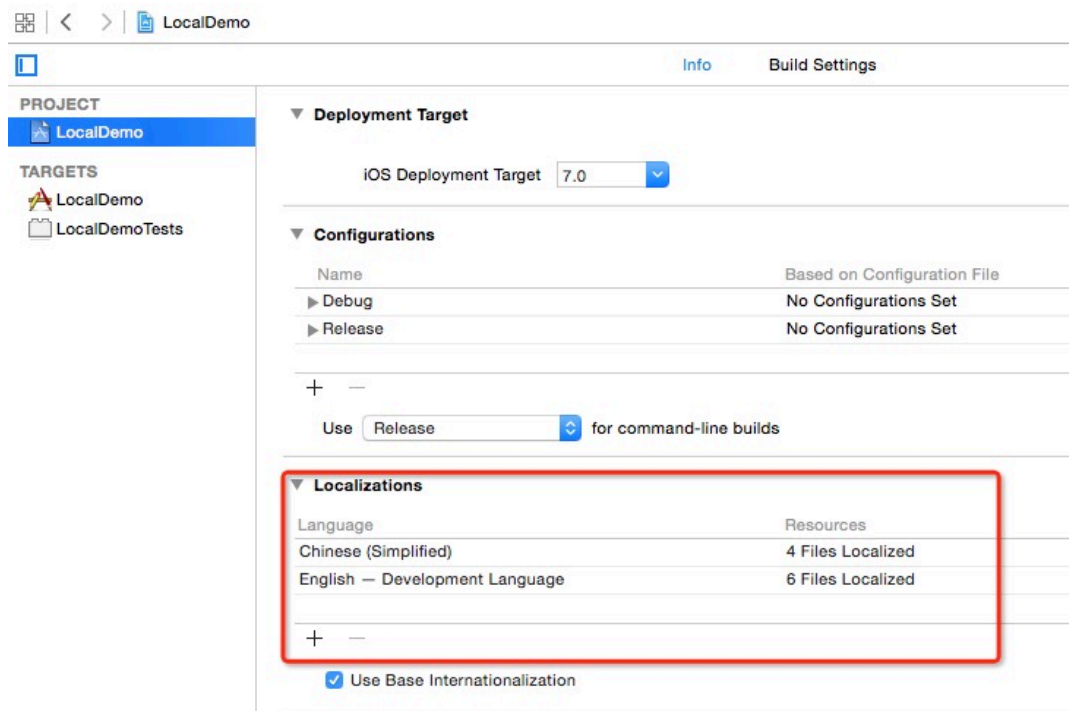 LocalDemo
Info Build Settings
PROJECT
LocalDemo
TARGETS
LocalDemo
LocalDemoTests
Deployment Target
iOS Deployment Target 7.0
Configurations
Name Based on Configuration File
Debug No Configurations Set
Release No Configurations Set
Use Release for command-line builds
Localizations
Language Resources
Chinese (Simplified) 4 Files Localized
English — Development Language 6 Files Localized
Use Base Internationalization